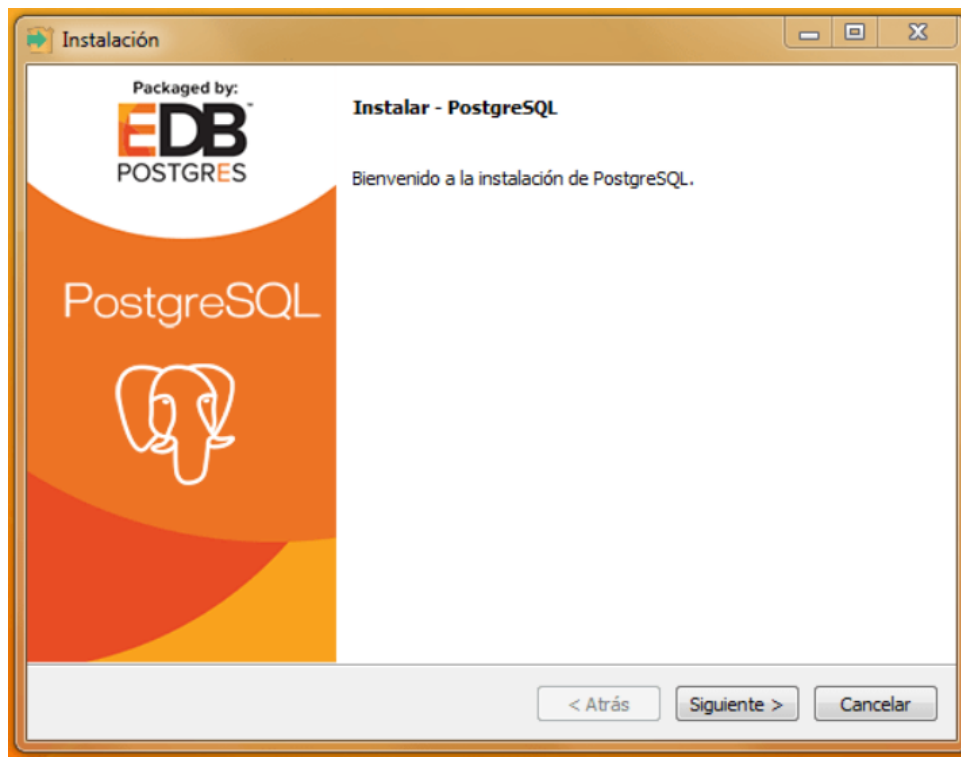 Instalación
Packaged by:
EDB
POSTGRES
PostgreSQL
Instalar - PostgreSQL
Bienvenido a la instalación de PostgreSQL.
< Atrás
Siguiente >
Cancelar